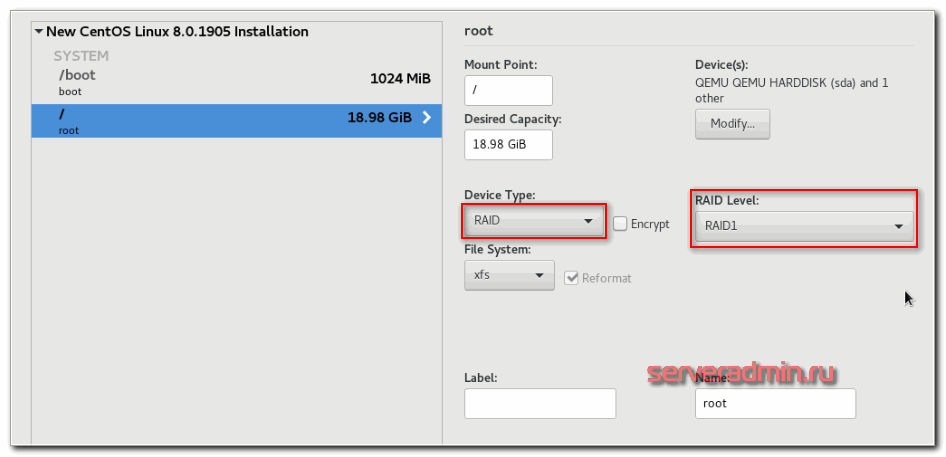 New CentOS Linux 8.0.1905 Installation
SYSTEM
/boot
boot
1024 MiB
/
root
18.98 GiB
root
Mount Point:
/
Device(s):
QEMU QEMU HARDDISK (sda) and 1
other
Modify...
Desired Capacity:
18.98 GiB
Device Type:
RAID
Encrypt
RAID Level:
RAID1
File System:
xfs
Reformat
serveradmin.ru
Label:
Name:
root